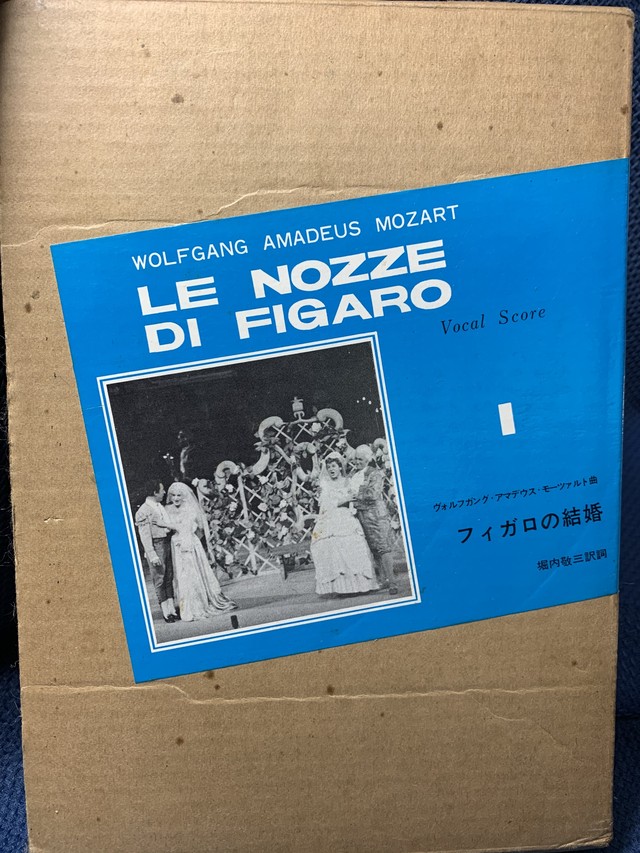 WOLFGANG AMADEUS MOZART
LE NOZZE
DI FIGARO
Vocal Score
I
ヴォルフガング・アマデウス・モーツァルト曲
フィガロの結婚
堀内敬三訳詞